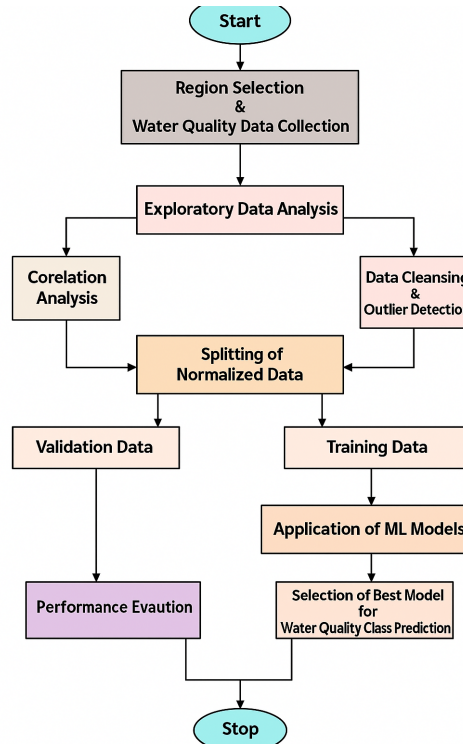 Start
Region Selection
&
Water Quality Data Collection
Exploratory Data Analysis
Corelation
Analysis
Data Cleansing
&
Outlier Detectio
Splitting of
Normalized Data
Validation Data
Training Data
Application of ML Models
Performance Evaution
Selection of Best Model
for
Water Quality Class Prediction
Stop